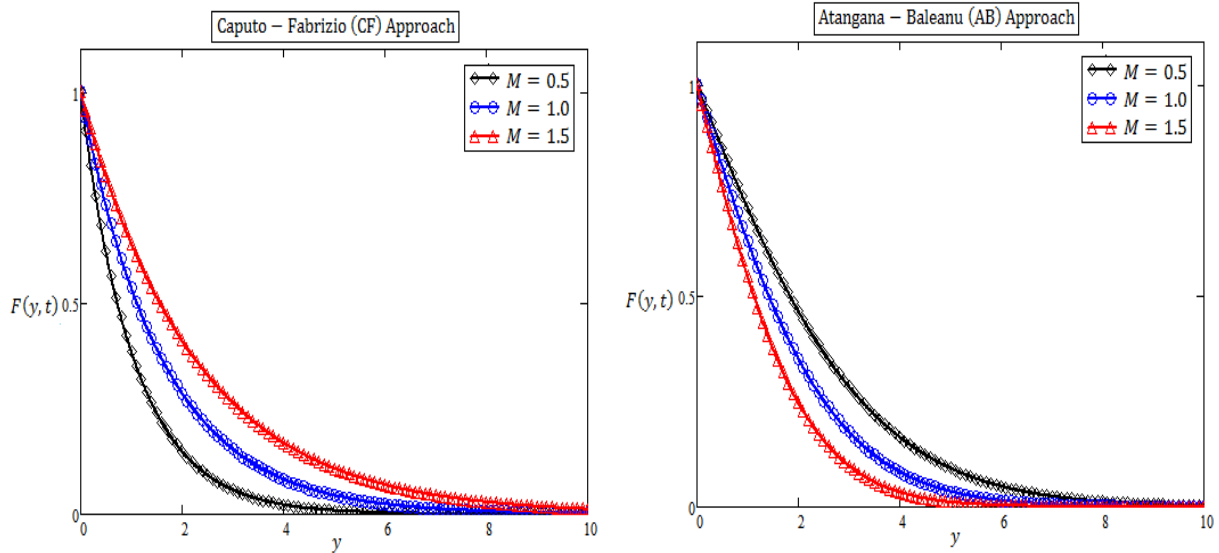 Caputo – Fabrizio (CF) Approach
M = 0.5
M = 1.0
M = 1.5
1
F(y, t)
0.5
0
0
2
4
6
8
10
y
Atangana – Baleanu (AB) Approach
M = 0.5
M = 1.0
M = 1.5
1
F(y, t)
0.5
0
0
2
4
6
8
10
y